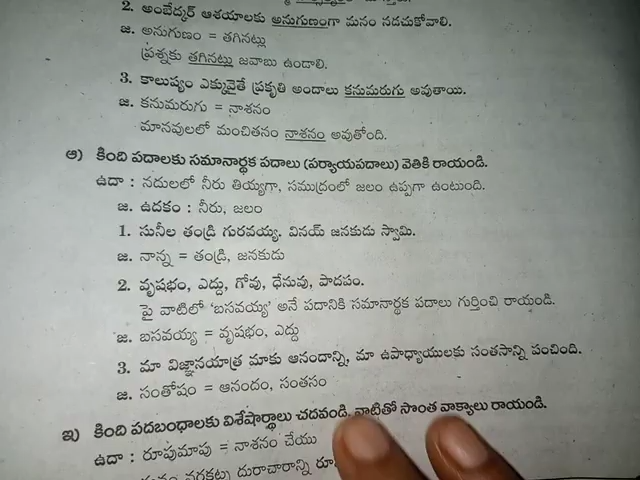 2. అంబేద్కర్ ఆశయాలకు అనుగుణంగా మనం నడచుకోవాలి.
జ. అనుగుణం = తగినట్లు
ప్రశ్నకు తగినట్లు జవాబు ఉండాలి.
3. కాలుష్యం ఎక్కువైతే ప్రకృతి అందాలు కనుమరుగు అవుతాయి.
జ. కనుమరుగు = నాశనం
మానవులలో మంచితనం నాశనం అవుతోంది.
ఆ) కింది పదాలకు సమానార్థక పదాలు (పర్యాయపదాలు) వెతికి రాయండి.
ఉదా : నదులలో నీరు తియ్యగా, సముద్రంలో జలం ఉప్పగా ఉంటుంది.
జ. ఉదకం : నీరు, జలం
1. సునీల తండ్రి గురవయ్య. వినయ్ జనకుడు స్వామి.
జ. నాన్న = తండ్రి, జనకుడు
2. వృషభం, ఎద్దు, గోవు, ధేనువు, పాదపం.
పై వాటిలో 'బసవయ్య' అనే పదానికి సమానార్థక పదాలు గుర్తించి రాయండి.
జ. బసవయ్య = వృషభం, ఎద్దు
3. మా విజ్ఞానయాత్ర మాకు ఆనందాన్ని, మా ఉపాధ్యాయులకు సంతసాన్ని పంచింది.
జ. సంతోషం = ఆనందం, సంతసం
ఇ) కింది పదబంధాలకు విశేషార్థాలు చదవండి. వాటితో సొంత వాక్యాలు రాయండి.
ఉదా : రూపుమాపు = నాశనం చేయు
దురాచారాన్ని